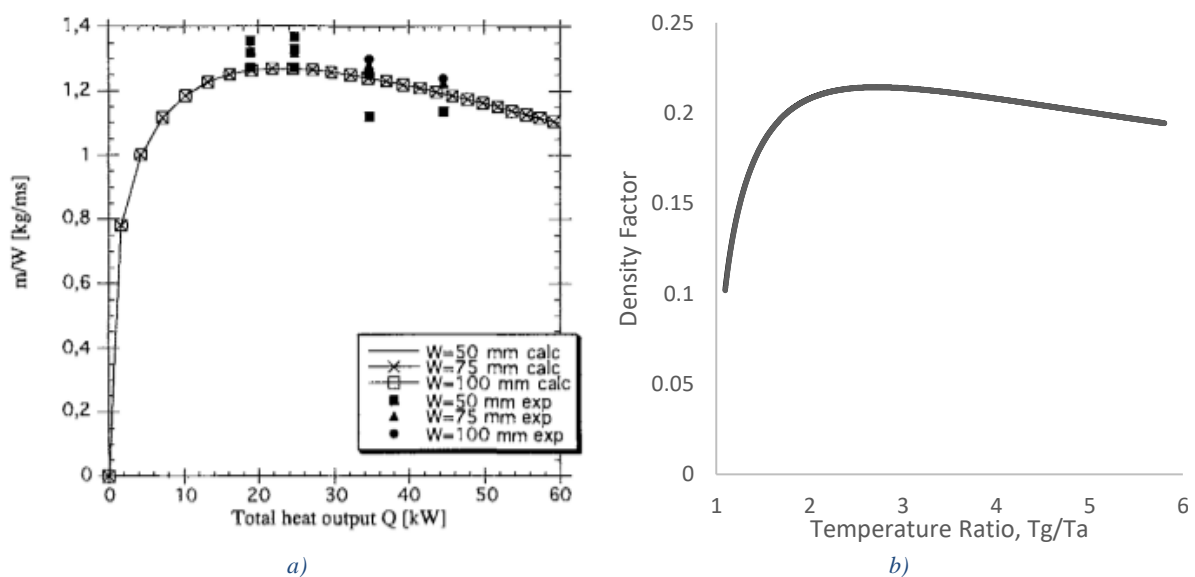 1,4
1,2
1
0,8
0,6
0,4
0,2
0
m/W [kg/ms]
W=50 mm calc
W=75 mm calc
W=100 mm calc
W=50 mm exp
W=75 mm exp
W=100 mm exp
0 10 20 30 40 50 60
Total heat output Q [kW]
a)
0.25
0.2
0.15
0.1
0.05
0
Density Factor
1 2 3 4 5 6
Temperature Ratio, Tg/Ta
b)